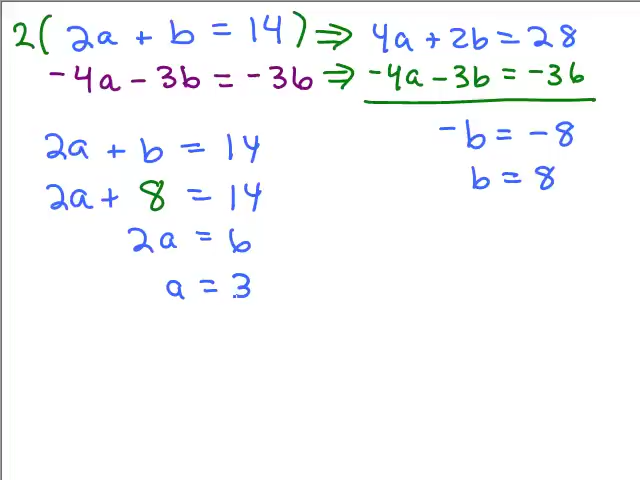 2( 2a + b = 14 ) ⇒ 4a + 2b = 28
-4a - 3b = -36 ⇒ -4a - 3b = -36
-b = -8
b = 8
2a + b = 14
2a + 8 = 14
2a = 6
a = 3